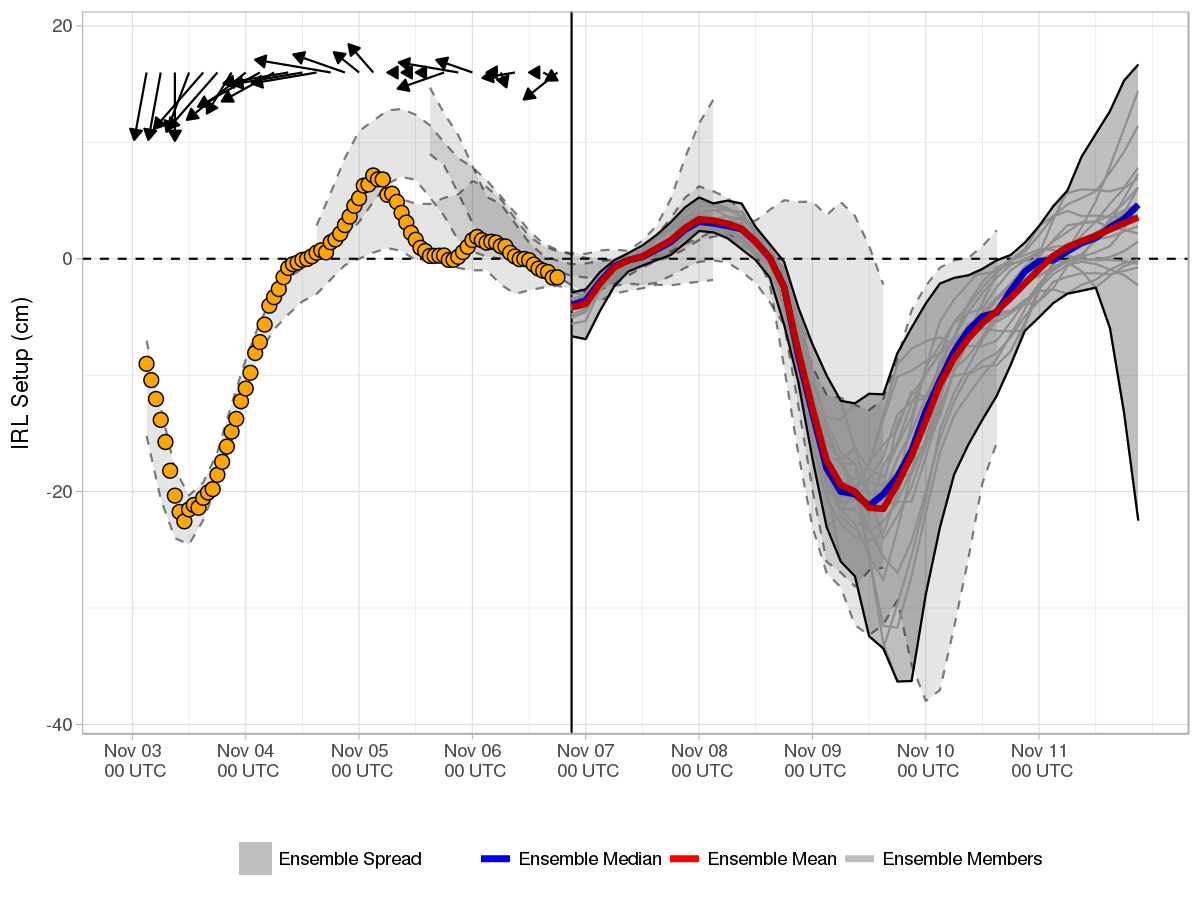 20
0
-20
-40
IRL Setup (cm)
Nov 03 Nov 04 Nov 05 Nov 06 Nov 07 Nov 08 Nov 09 Nov 10 Nov 11
00 UTC 00 UTC 00 UTC 00 UTC 00 UTC 00 UTC 00 UTC 00 UTC 00 UTC
Ensemble Spread Ensemble Median Ensemble Mean Ensemble Members